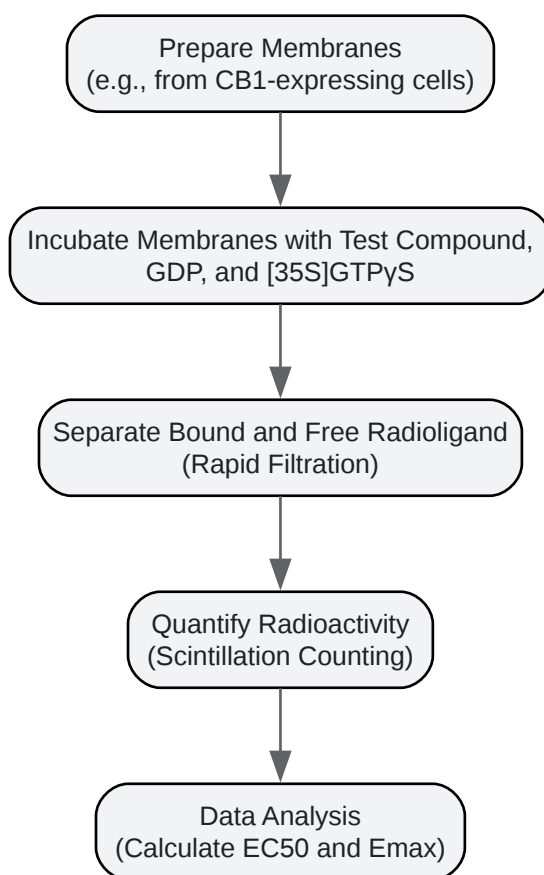 Prepare Membranes
(e.g., from CB1-expressing cells)
Incubate Membranes with Test Compound,
GDP, and [35S]GTPγS
Separate Bound and Free Radioligand
(Rapid Filtration)
Quantify Radioactivity
(Scintillation Counting)
Data Analysis
(Calculate EC50 and Emax)